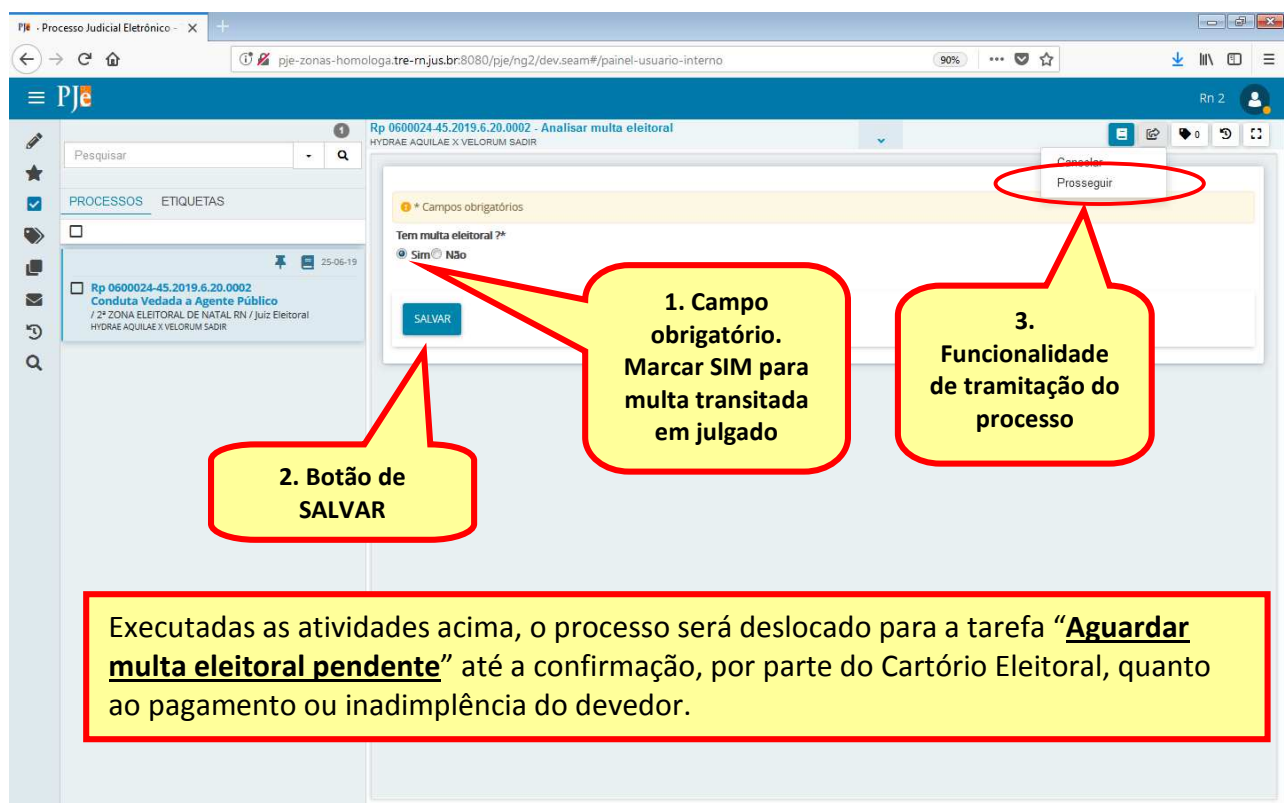 PJe - Processo Judicial Eletrônico -
pje-zonas-homologa.tre-rn.jus.br:8080/pje/ng2/dev.seam#/painel-usuario-interno
90%
PJe
Rn 2
1
Pesquisar
PROCESSOS ETIQUETAS
25-06-19
Rp 0600024-45.2019.6.20.0002
Conduta Vedada a Agente Público
/ 2ª ZONA ELEITORAL DE NATAL RN / Juiz Eleitoral
HYDRAE AQUILAE X VELORUM SADIR
Rp 0600024-45.2019.6.20.0002 - Analisar multa eleitoral
HYDRAE AQUILAE X VELORUM SADIR
0
Cancelar
Prosseguir
* Campos obrigatórios
Tem multa eleitoral ?*
Sim Não
SALVAR
1. Campo
obrigatório.
Marcar SIM para
multa transitada
em julgado
2. Botão de
SALVAR
3.
Funcionalidade
de tramitação do
processo
Executadas as atividades acima, o processo será deslocado para a tarefa “Aguardar
multa eleitoral pendente” até a confirmação, por parte do Cartório Eleitoral, quanto
ao pagamento ou inadimplência do devedor.